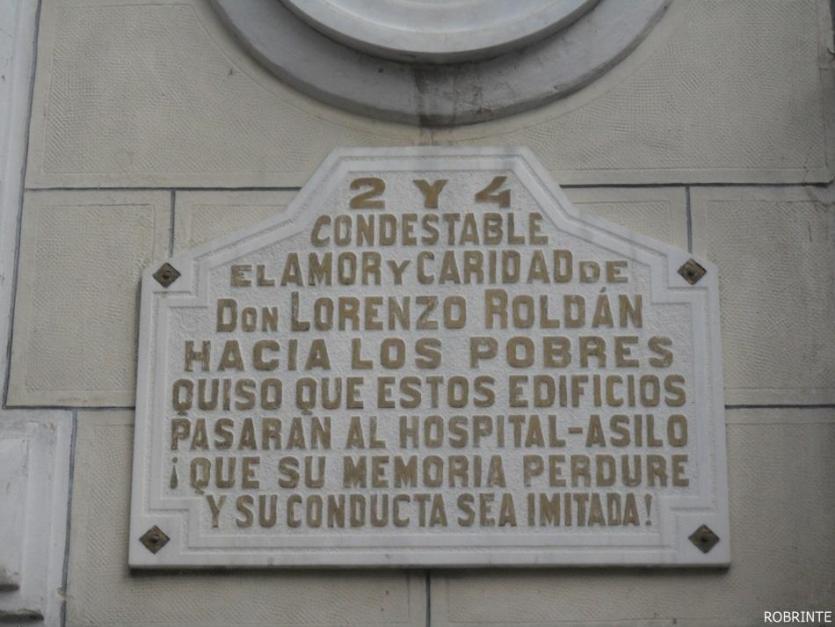 2 Y 4
CONDESTABLE
EL AMOR Y CARIDAD DE
DON LORENZO ROLDÁN
HACIA LOS POBRES
QUISO QUE ESTOS EDIFICIOS
PASARAN AL HOSPITAL-ASILO
¡QUE SU MEMORIA PERDURE
Y SU CONDUCTA SEA IMITADA!
ROBRINTE